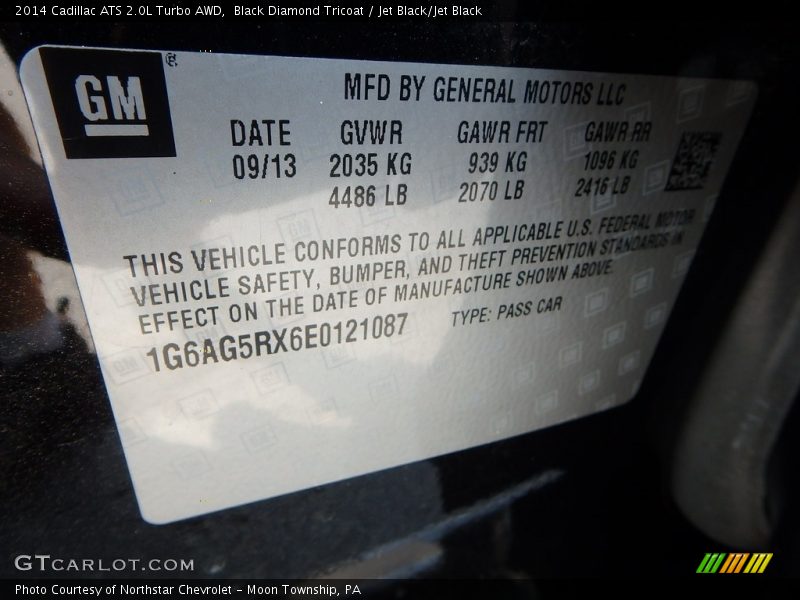 2014 Cadillac ATS 2.0L Turbo AWD,  Black Diamond Tricoat / Jet Black/Jet Black
GM
®
MFD BY GENERAL MOTORS LLC
DATE GVWR GAWR FRT GAWR RR
09/13 2035 KG 939 KG 1096 KG
4486 LB 2070 LB 2416 LB
THIS VEHICLE CONFORMS TO ALL APPLICABLE U.S. FEDERAL MOTOR
VEHICLE SAFETY, BUMPER, AND THEFT PREVENTION STANDARDS IN
EFFECT ON THE DATE OF MANUFACTURE SHOWN ABOVE.
1G6AG5RX6E0121087 TYPE: PASS CAR
GTCARLOT.COM
Photo Courtesy of Northstar Chevrolet - Moon Township, PA